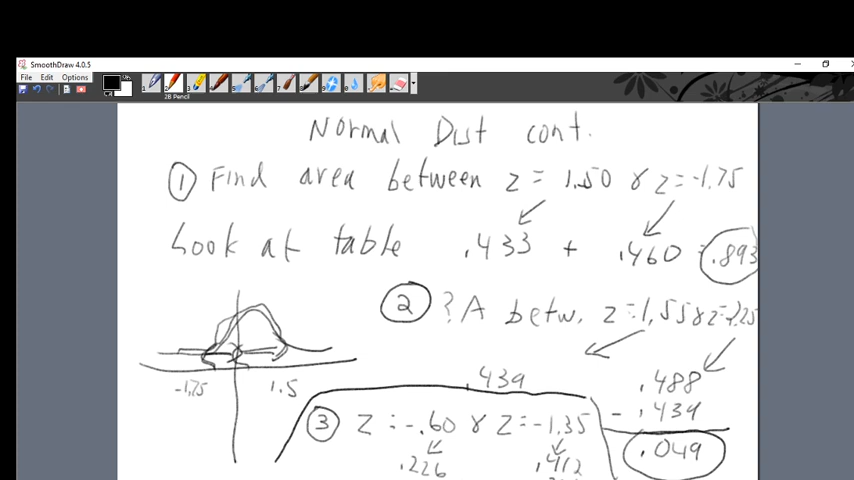 SmoothDraw 4.0.5
File Edit Options
2B Pencil
Normal Dist cont.
① Find area between z = 1.50 & z = -1.75
Look at table .433 + .460 = .893
② ? A betw. z = 1.55 &
.439 .488
- .439
.049
-1.75 1.5
③ Z = -.60 & Z = -1.35
.226 .412